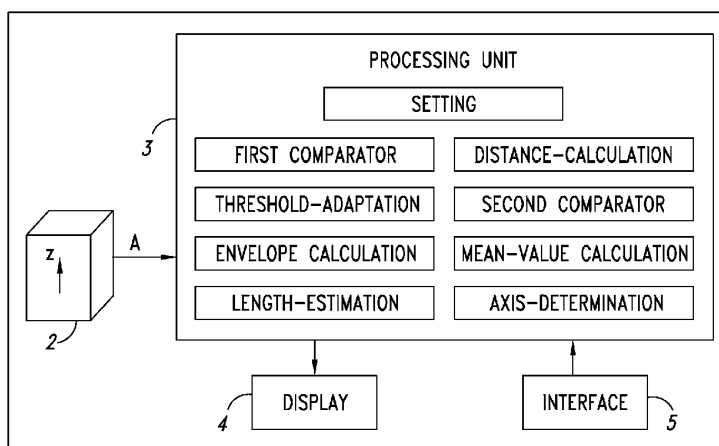 PROCESSING UNIT
SETTING
3
FIRST COMPARATOR
DISTANCE-CALCULATION
THRESHOLD-ADAPTATION
SECOND COMPARATOR
A
z
ENVELOPE CALCULATION
MEAN-VALUE CALCULATION
LENGTH-ESTIMATION
AXIS-DETERMINATION
2
4
DISPLAY
INTERFACE
5